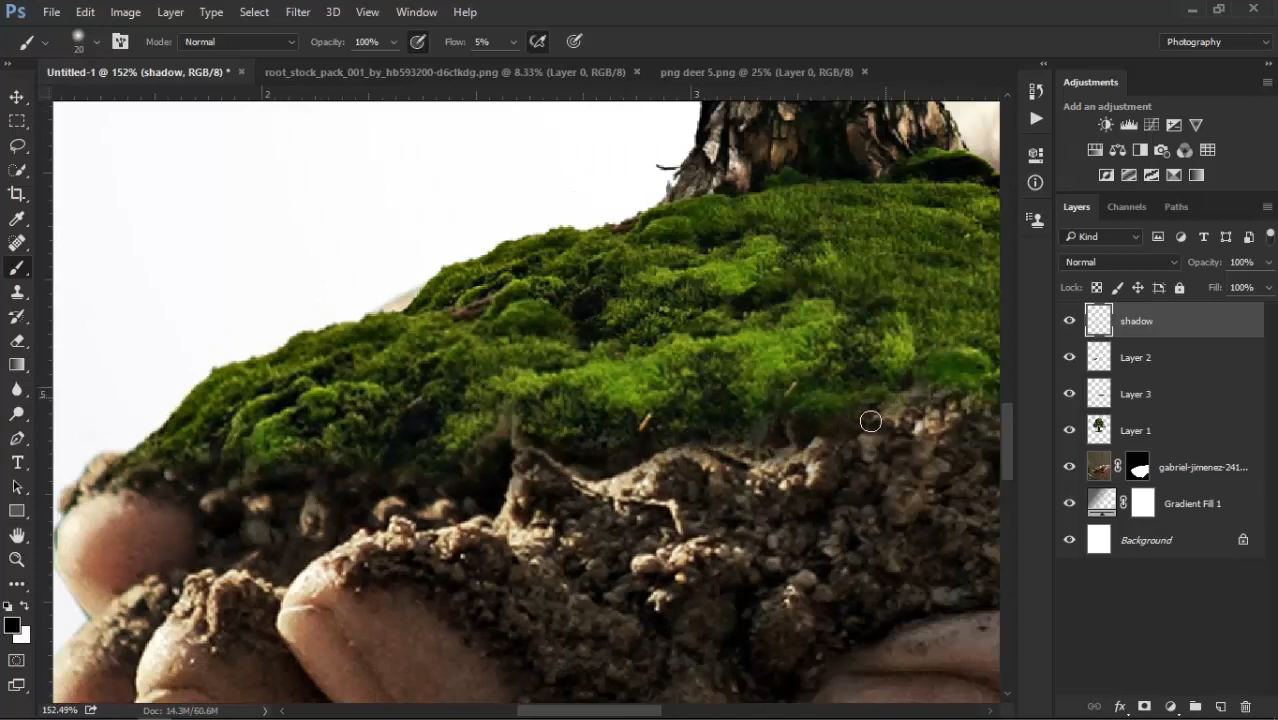 Ps File Edit Image Layer Type Select Filter 3D View Window Help
20 Mode: Normal Opacity: 100% Flow: 5% Photography
Untitled-1 @ 152% (shadow, RGB/8) * × root_stock_pack_001_by_hb593200-d6ctkdg.png @ 8.33% (Layer 0, RGB/8) × png deer 5.png @ 25% (Layer 0, RGB/8) ×
2 3
5
Adjustments
Add an adjustment
Layers Channels Paths
Kind
Normal Opacity: 100%
Lock: Fill: 100%
shadow
Layer 2
Layer 3
Layer 1
gabriel-jimenez-241...
Gradient Fill 1
Background
152.49% Doc: 14.3M/60.6M